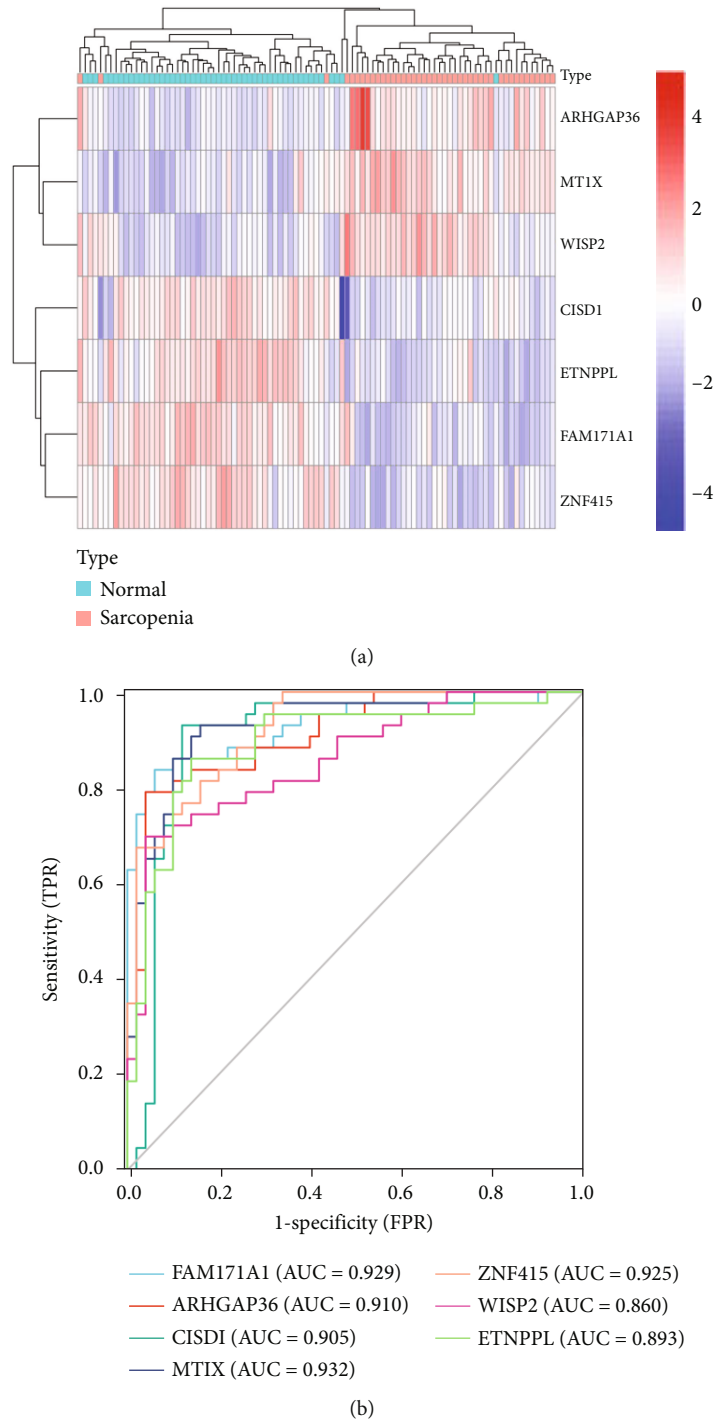 Type
ARHGAP36
MT1X
WISP2
CISD1
ETNPPL
FAM171A1
ZNF415
4
2
0
−2
−4
Type
Normal
Sarcopenia
(a)
Sensitivity (TPR)
1.0
0.8
0.6
0.4
0.2
0.0
0.0 0.2 0.4 0.6 0.8 1.0
1-specificity (FPR)
FAM171A1 (AUC = 0.929)
ARHGAP36 (AUC = 0.910)
CISDI (AUC = 0.905)
MTIX (AUC = 0.932)
ZNF415 (AUC = 0.925)
WISP2 (AUC = 0.860)
ETNPPL (AUC = 0.893)
(b)